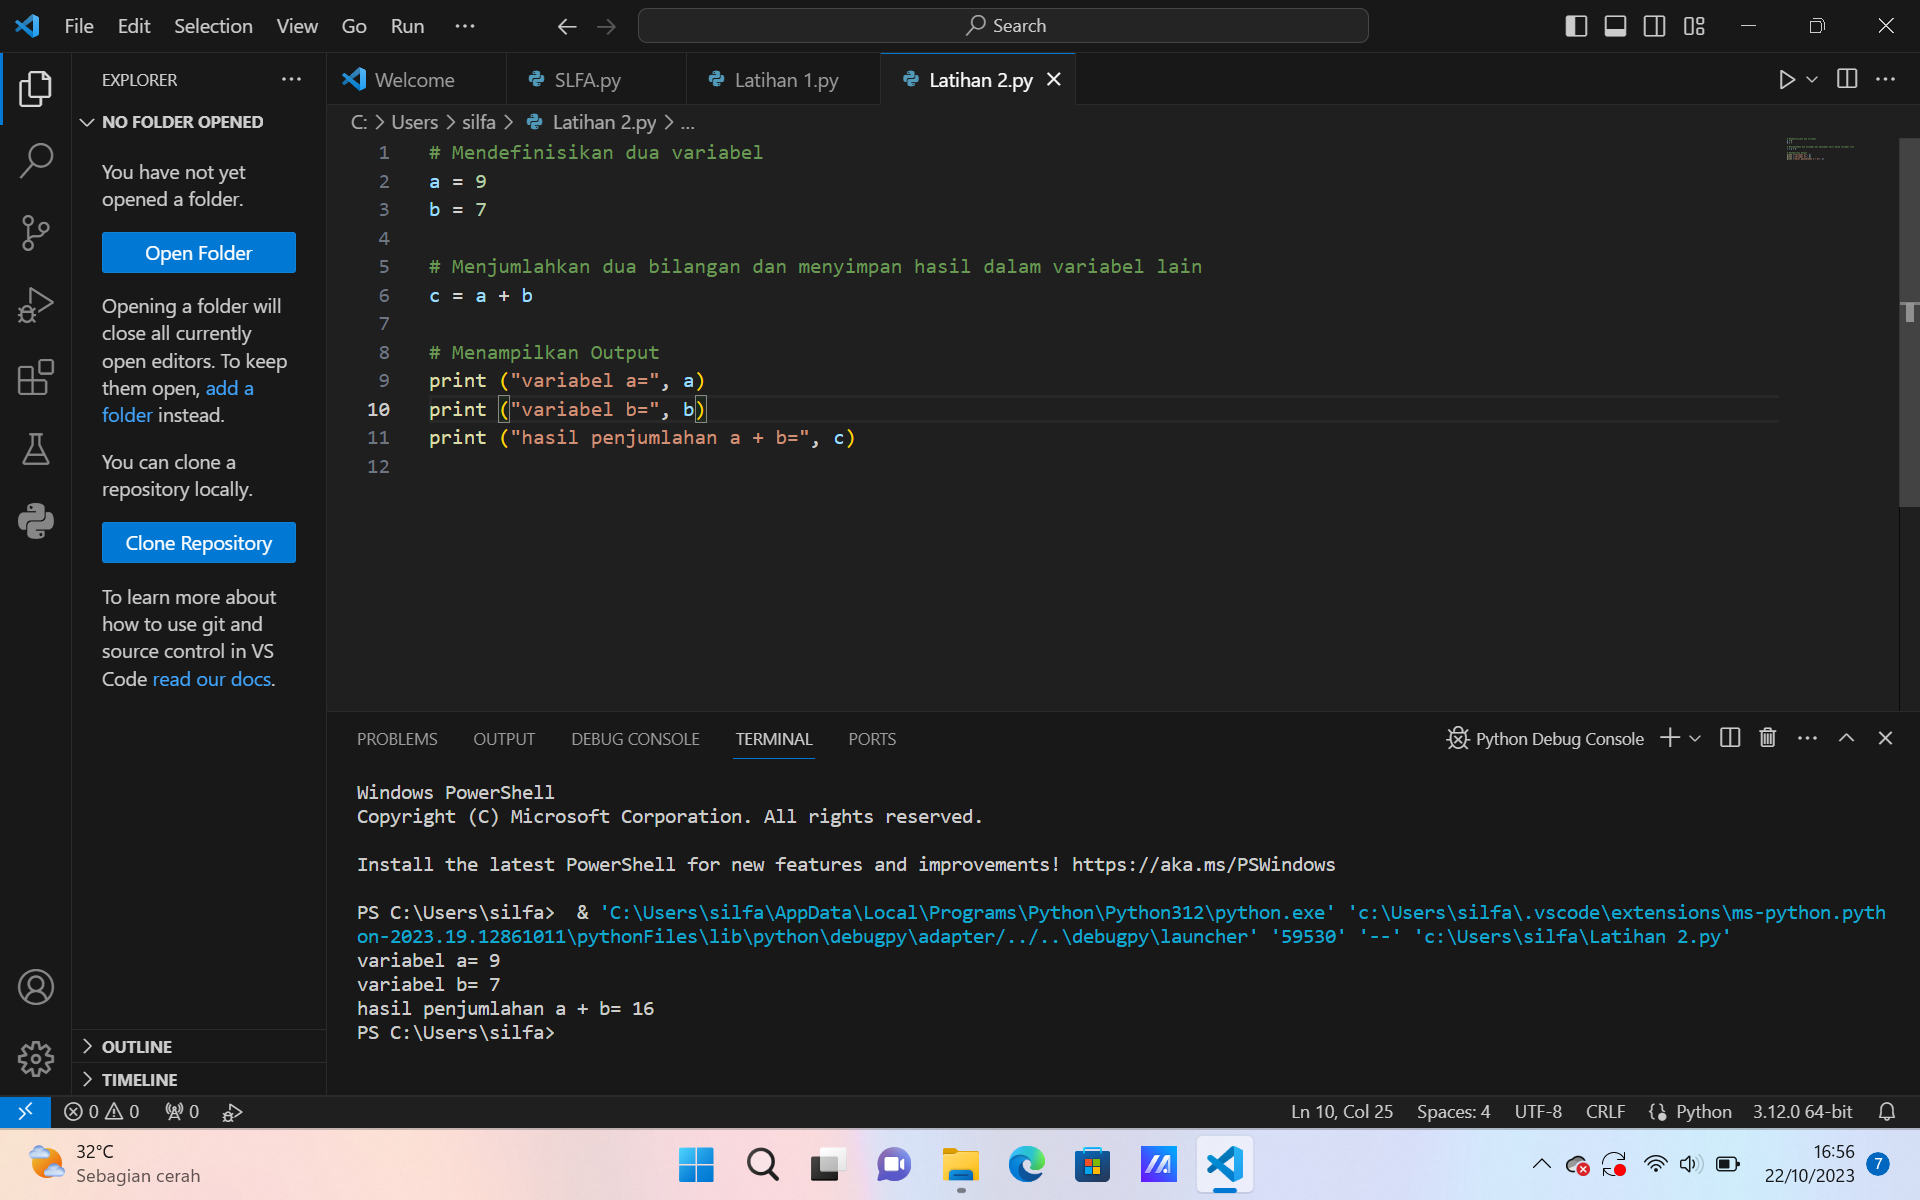 File Edit Selection View Go Run ...
Search
EXPLORER
NO FOLDER OPENED
You have not yet
opened a folder.
Open Folder
Opening a folder will
close all currently
open editors. To keep
them open, add a
folder instead.
You can clone a
repository locally.
Clone Repository
To learn more about
how to use git and
source control in VS
Code read our docs.
OUTLINE
TIMELINE
Welcome SLFA.py Latihan 1.py Latihan 2.py
C: > Users > silfa > Latihan 2.py > ...
1 # Mendefinisikan dua variabel
2 a = 9
3 b = 7
4
5 # Menjumlahkan dua bilangan dan menyimpan hasil dalam variabel lain
6 c = a + b
7
8 # Menampilkan Output
9 print ("variabel a=", a)
10 print ("variabel b=", b)
11 print ("hasil penjumlahan a + b=", c)
12
PROBLEMS OUTPUT DEBUG CONSOLE TERMINAL PORTS
Python Debug Console
Windows PowerShell
Copyright (C) Microsoft Corporation. All rights reserved.
Install the latest PowerShell for new features and improvements! https://aka.ms/PSWindows
PS C:\Users\silfa>  & 'C:\Users\silfa\AppData\Local\Programs\Python\Python312\python.exe' 'c:\Users\silfa\.vscode\extensions\ms-python.pyth
on-2023.19.12861011\pythonFiles\lib\python\debugpy\adapter/../..\debugpy\launcher' '59530' '--' 'c:\Users\silfa\Latihan 2.py'
variabel a= 9
variabel b= 7
hasil penjumlahan a + b= 16
PS C:\Users\silfa>
0 0 0
Ln 10, Col 25 Spaces: 4 UTF-8 CRLF Python 3.12.0 64-bit
32°C
Sebagian cerah
16:56
22/10/2023
7